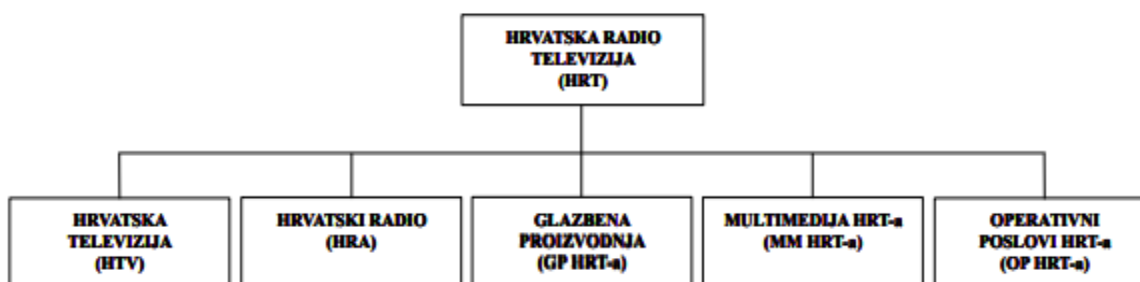 HRVATSKA RADIO
TELEVIZIJA
(HRT)
HRVATSKA
TELEVIZIJA
(HTV)
HRVATSKI RADIO
(HRA)
GLAZBENA
PROIZVODNJA
(GP HRT-a)
MULTIMEDIJA HRT-a
(MM HRT-a)
OPERATIVNI
POSLOVI HRT-a
(OP HRT-a)